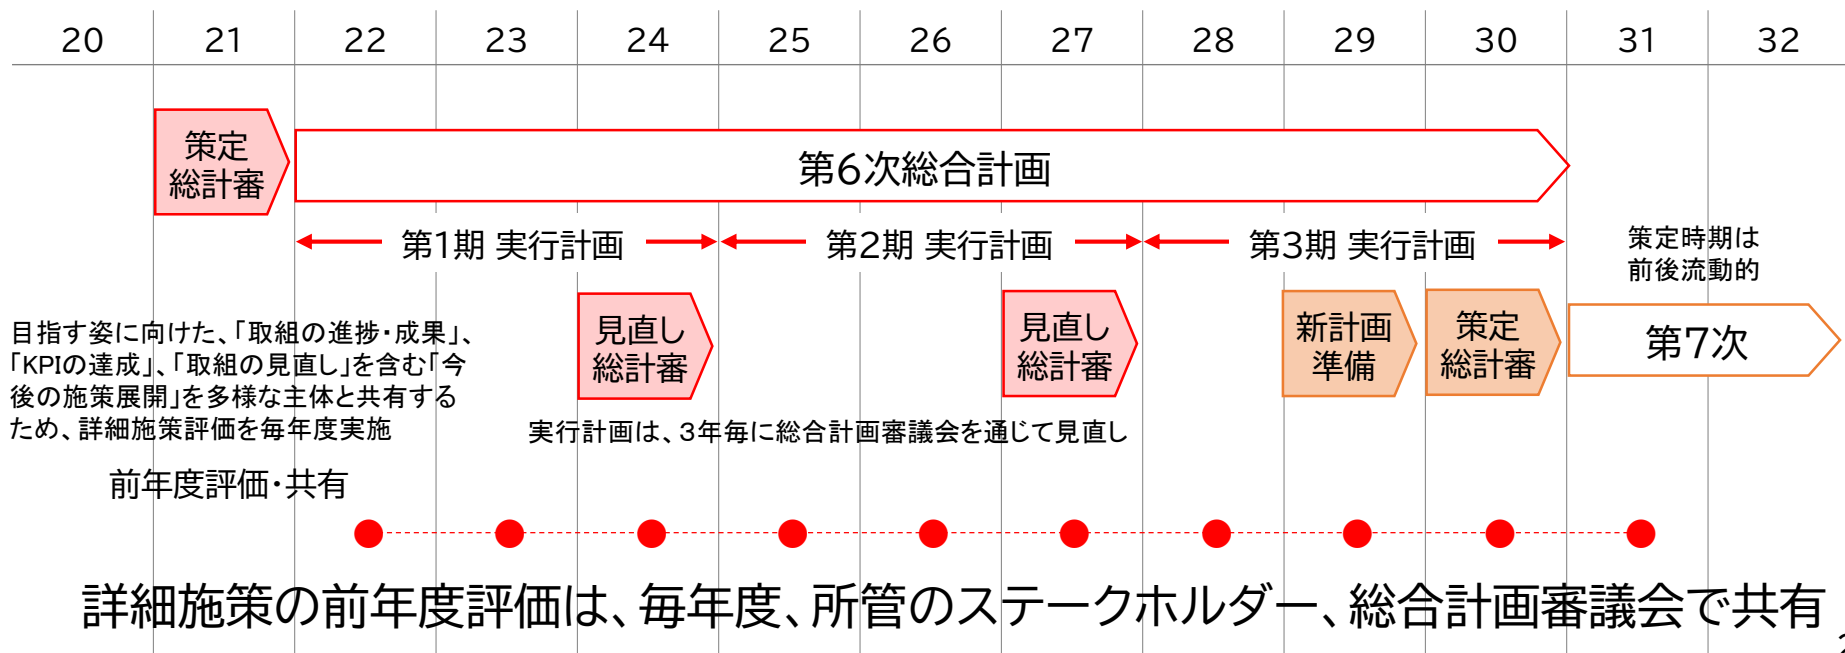 20 21 22 23 24 25 26 27 28 29 30 31 32
策定
総計審
第6次総合計画
第1期 実行計画
第2期 実行計画
第3期 実行計画
策定時期は
前後流動的
見直し
総計審
見直し
総計審
新計画
準備
策定
総計審
第7次
目指す姿に向けた、「取組の進捗・成果」、
「KPIの達成」、「取組の見直し」を含む「今
後の施策展開」を多様な主体と共有する
ため、詳細施策評価を毎年度実施
実行計画は、3年毎に総合計画審議会を通じて見直し
前年度評価・共有
詳細施策の前年度評価は、毎年度、所管のステークホルダー、総合計画審議会で共有